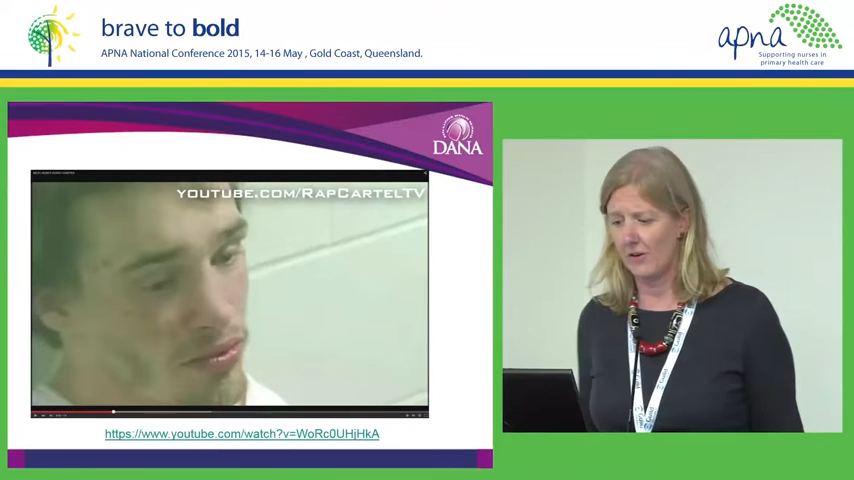 brave to bold
APNA National Conference 2015, 14-16 May , Gold Coast, Queensland.
apna
Supporting nurses in
primary health care
DANA
YOUTUBE.COM/RAPCARTELTV
https://www.youtube.com/watch?v=WoRc0UHjHkA